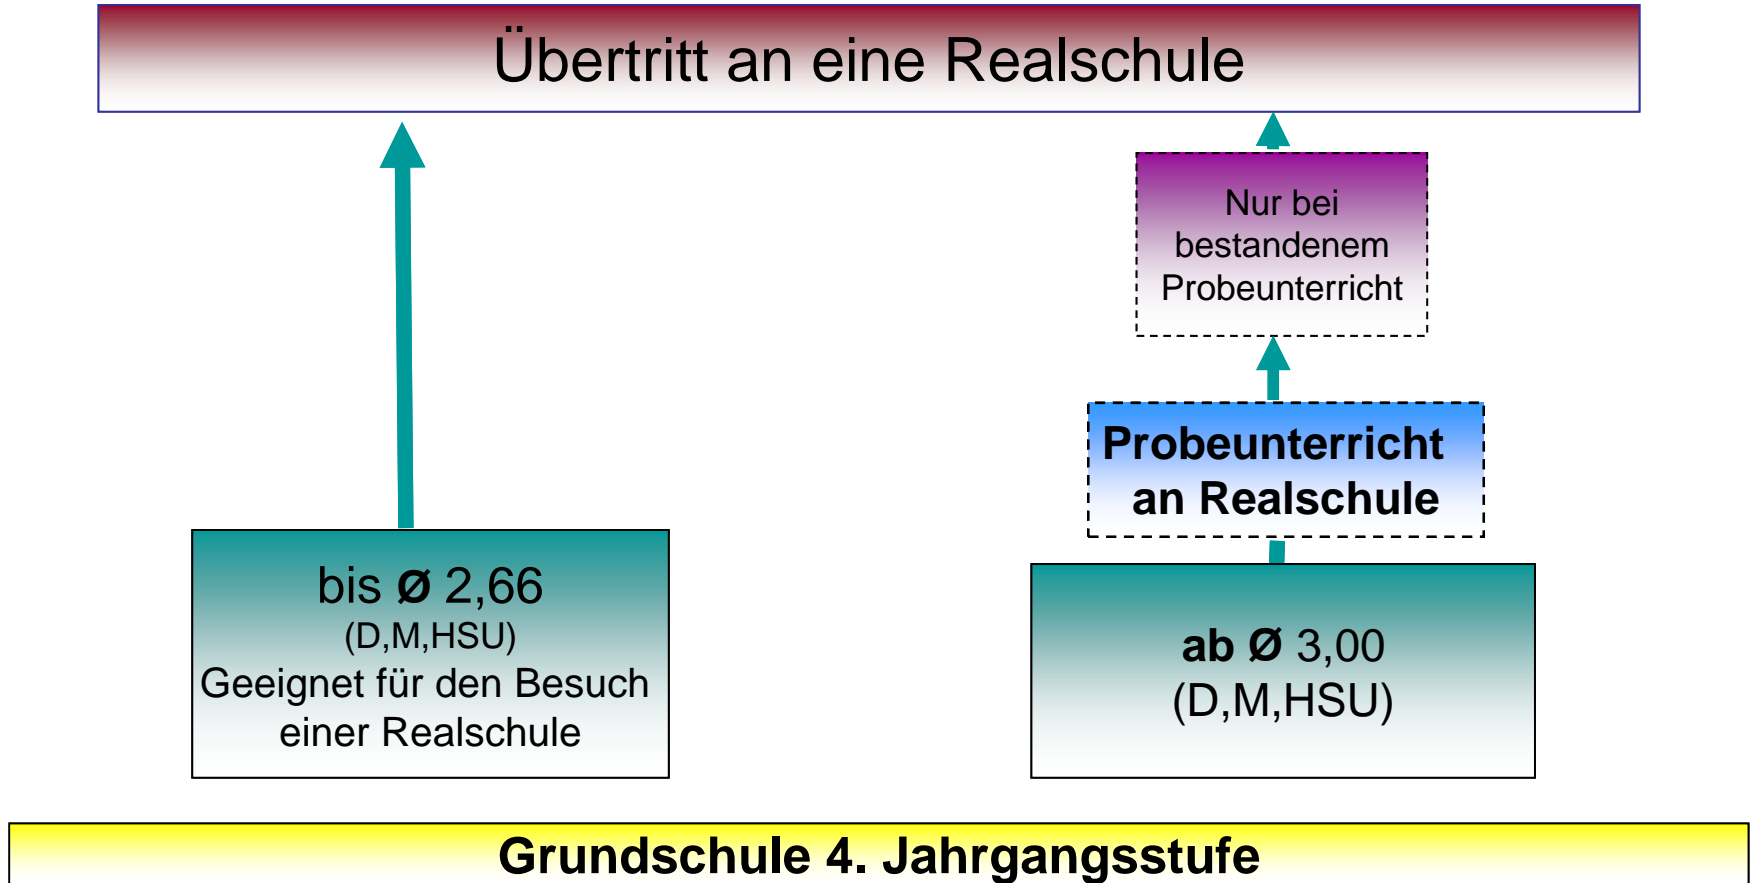 Übertritt an eine Realschule
Nur bei
bestandenem
Probeunterricht
Probeunterricht
an Realschule
bis Ø 2,66
(D,M,HSU)
Geeignet für den Besuch
einer Realschule
ab Ø 3,00
(D,M,HSU)
Grundschule 4. Jahrgangsstufe